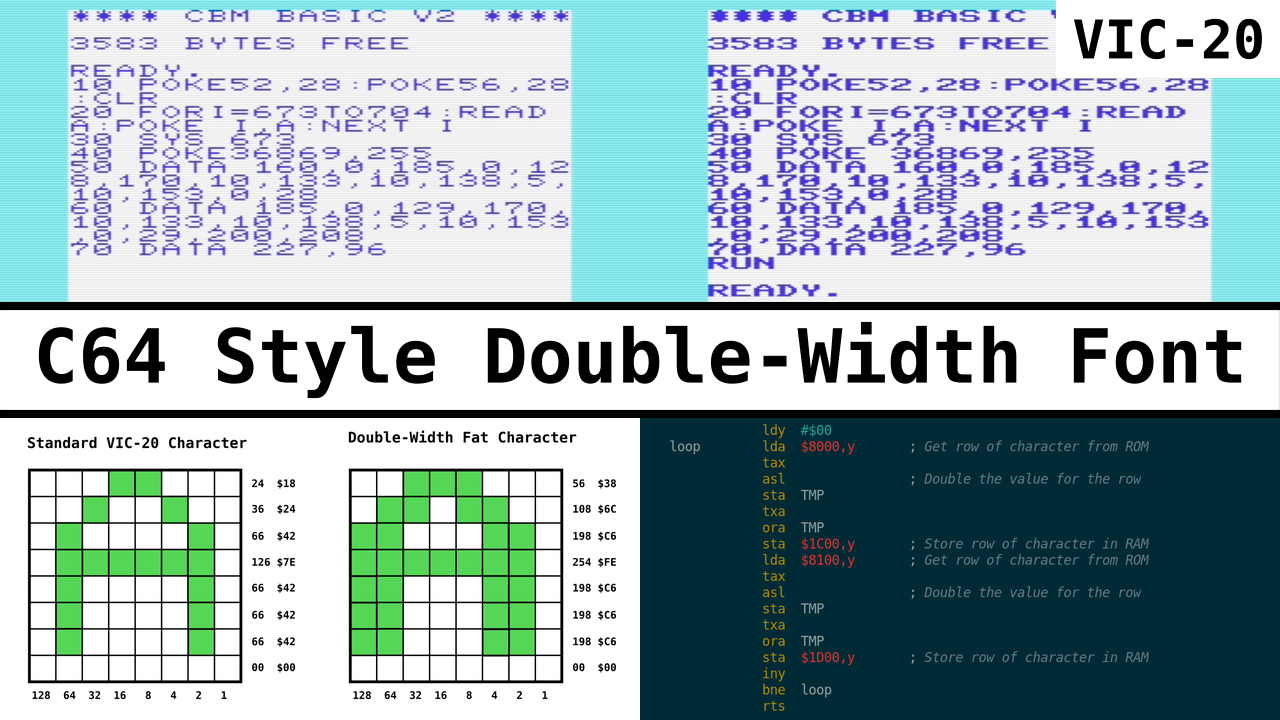 **** CBM BASIC V2 ****
3583 BYTES FREE
READY.
10 POKE52,28:POKE56,28
:CLR
20 FORI=673TO704:READ
A:POKE I,A:NEXT I
30 SYS 673
40 POKE36869,255
50 DATA 160,0,185,0,12
8,170,10,133,10,138,5,
10,153,0,28
60 DATA 185,0,129,170,
10,133,10,138,5,10,153
,0,29,200,208
70 DATA 227,96
**** CBM BASIC
3583 BYTES FREE
READY.
10 POKE52,28:POKE56,28
:CLR
20 FORI=673TO704:READ
A:POKE I,A:NEXT I
30 SYS 673
40 POKE 36869,255
50 DATA 160,0,185,0,12
8,170,10,133,10,138,5,
10,153,0,28
60 DATA 185,0,129,170,
10,133,10,138,5,10,153
,0,29,200,208
70 DATA 227,96
RUN
READY.
VIC-20
C64 Style Double-Width Font
Standard VIC-20 Character
24 $18
36 $24
66 $42
126 $7E
66 $42
66 $42
66 $42
00 $00
128 64 32 16 8 4 2 1
Double-Width Fat Character
56 $38
108 $6C
198 $C6
254 $FE
198 $C6
198 $C6
198 $C6
00 $00
128 64 32 16 8 4 2 1
ldy #$00
loop lda $8000,y ; Get row of character from ROM
tax
asl ; Double the value for the row
sta TMP
txa
ora TMP
sta $1C00,y ; Store row of character in RAM
lda $8100,y ; Get row of character from ROM
tax
asl ; Double the value for the row
sta TMP
txa
ora TMP
sta $1D00,y ; Store row of character in RAM
iny
bne loop
rts